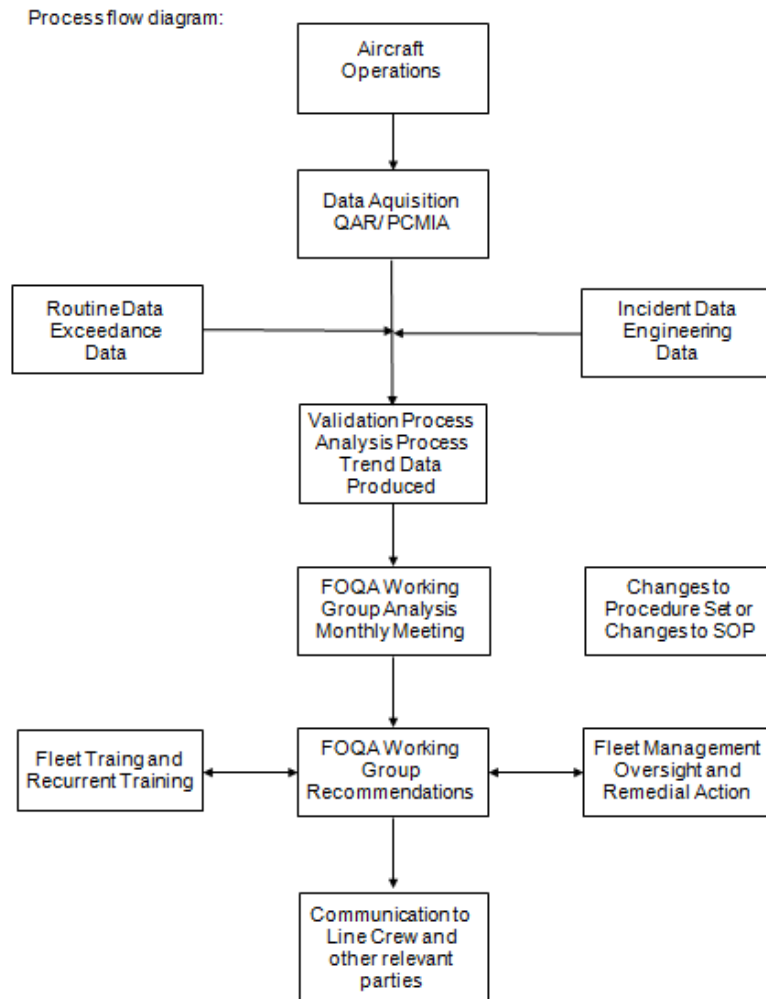 Process flow diagram:
Aircraft
Operations
Data Aquisition
QAR/ PCMIA
Routine Data
Exceedance
Data
Incident Data
Engineering
Data
Validation Process
Analysis Process
Trend Data
Produced
FOQA Working
Group Analysis
Monthly Meeting
Changes to
Procedure Set or
Changes to SOP
Fleet Traing and
Recurrent Training
FOQA Working
Group
Recommendations
Fleet Management
Oversight and
Remedial Action
Communication to
Line Crew and
other relevant
parties